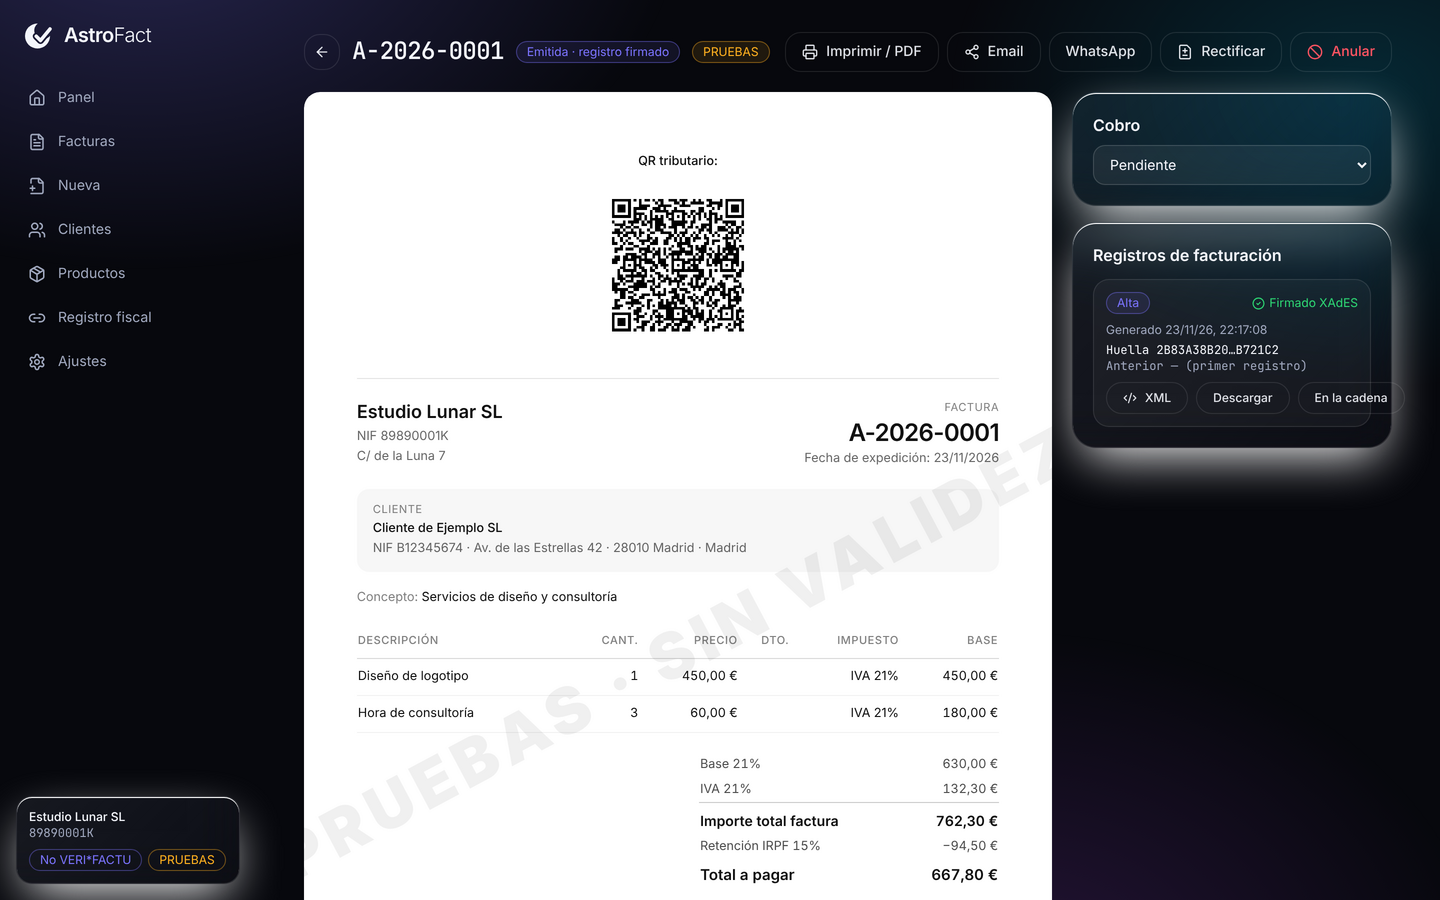 AstroFact
Panel
Facturas
Nueva
Clientes
Productos
Registro fiscal
Ajustes
Estudio Lunar SL
89890001K
No VERI*FACTU PRUEBAS
A-2026-0001 Emitida · registro firmado PRUEBAS Imprimir / PDF Email WhatsApp Rectificar Anular
QR tributario:
Estudio Lunar SL
NIF 89890001K
C/ de la Luna 7
FACTURA
A-2026-0001
Fecha de expedición: 23/11/2026
CLIENTE
Cliente de Ejemplo SL
NIF B12345674 · Av. de las Estrellas 42 · 28010 Madrid · Madrid
Concepto: Servicios de diseño y consultoría
DESCRIPCIÓN CANT. PRECIO DTO. IMPUESTO BASE
Diseño de logotipo 1 450,00 € IVA 21% 450,00 €
Hora de consultoría 3 60,00 € IVA 21% 180,00 €
Base 21% 630,00 €
IVA 21% 132,30 €
Importe total factura 762,30 €
Retención IRPF 15% −94,50 €
Total a pagar 667,80 €
PRUEBAS · SIN VALIDEZ
Cobro
Pendiente
Registros de facturación
Alta Firmado XAdES
Generado 23/11/26, 22:17:08
Huella 2B83A38B20…B721C2
Anterior — (primer registro)
</> XML Descargar En la cadena